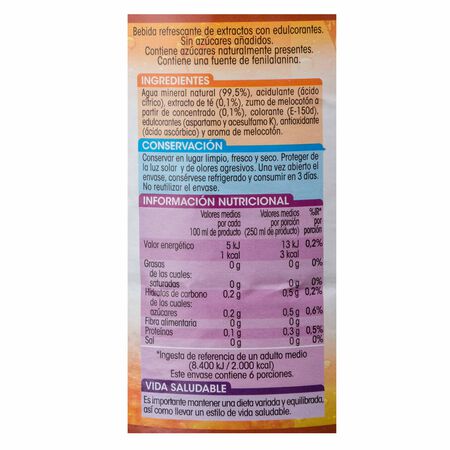 Bebida refrescante de extractos con edulcorantes.
Sin azúcares añadidos.
Contiene azúcares naturalmente presentes.
Contiene una fuente de fenilalanina.
INGREDIENTES
Agua mineral natural (99,5%), acidulante (ácido
cítrico), extracto de té (0,1%), zumo de melocotón a
partir de concentrado (0,1%), colorante (E-150d),
edulcorantes (aspartamo y acesulfamo K), antioxidante
(ácido ascórbico) y aroma de melocotón.
CONSERVACIÓN
Conservar en lugar limpio, fresco y seco. Proteger de
la luz solar y de olores agresivos. Una vez abierto el
envase, consérvese refrigerado y consumir en 3 días.
No reutilizar el envase.
INFORMACIÓN NUTRICIONAL
Valores medios Valores medios %IR*
por cada por porción por
100 ml de producto) (250 ml de producto) porción
Valor energético 5 kJ 13 kJ 0,2%
1 kcal 3 kcal
Grasas 0 g 0 g 0%
de las cuales:
saturadas 0 g 0 g 0%
Hidratos de carbono 0,2 g 0,5 g 0,2%
de los cuales:
azúcares 0,2 g 0,5 g 0,6%
Fibra alimentaria 0 g 0 g
Proteínas 0,1 g 0,3 g 0,5%
Sal 0 g 0 g 0%
*Ingesta de referencia de un adulto medio
(8.400 kJ / 2.000 kcal)
Este envase contiene 6 porciones.
VIDA SALUDABLE
Es importante mantener una dieta variada y equilibrada,
así como llevar un estilo de vida saludable.